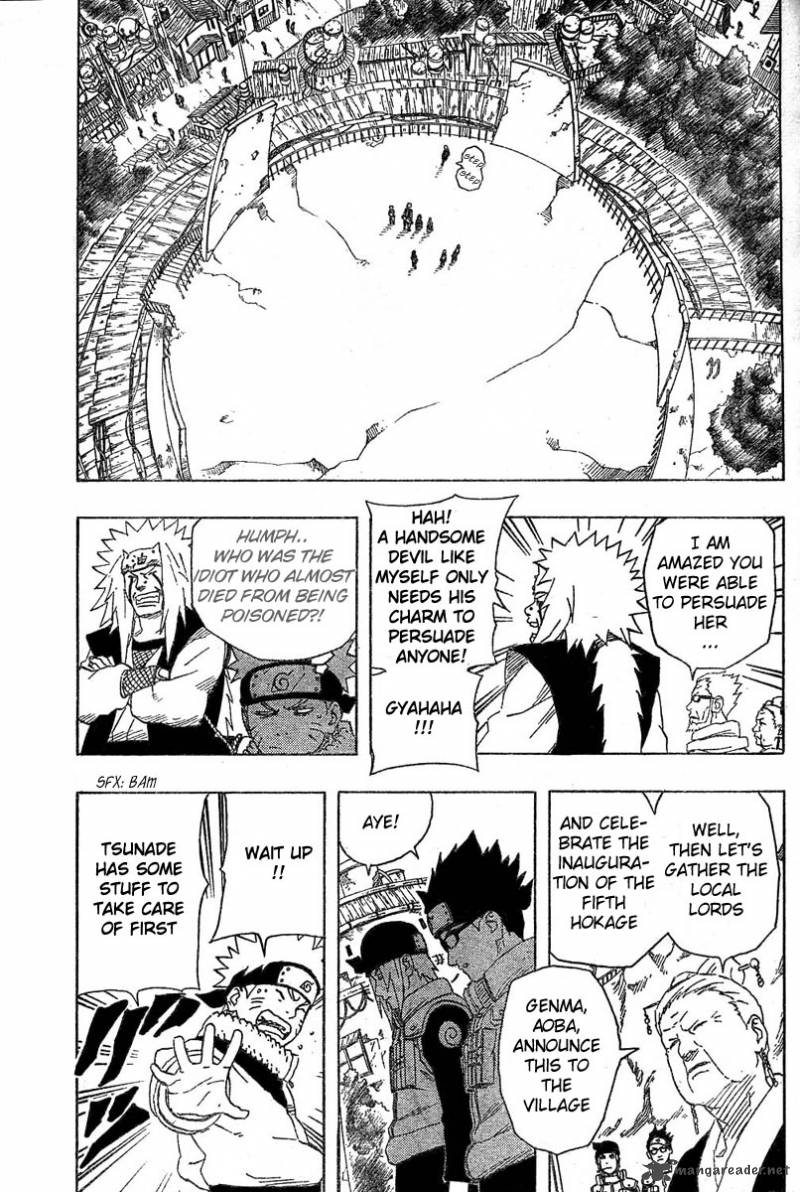 STEP
STEP
I AM
AMAZED YOU
WERE ABLE
TO PERSUADE
HER
...
HAH!
A HANDSOME
DEVIL LIKE
MYSELF ONLY
NEEDS HIS
CHARM TO
PERSUADE
ANYONE!
GYAHAHA
!!!
HUMPH..
WHO WAS THE
IDIOT WHO ALMOST
DIED FROM BEING
POISONED?!
SFX: BAM
WELL,
THEN LET'S
GATHER THE
LOCAL
LORDS
AND CELE-
BRATE THE
INAUGURA-
TION OF THE
FIFTH
HOKAGE
GENMA,
AOBA,
ANNOUNCE
THIS TO
THE
VILLAGE
AYE!
WAIT UP
!!
TSUNADE
HAS SOME
STUFF TO
TAKE CARE
OF FIRST
mangareader.net